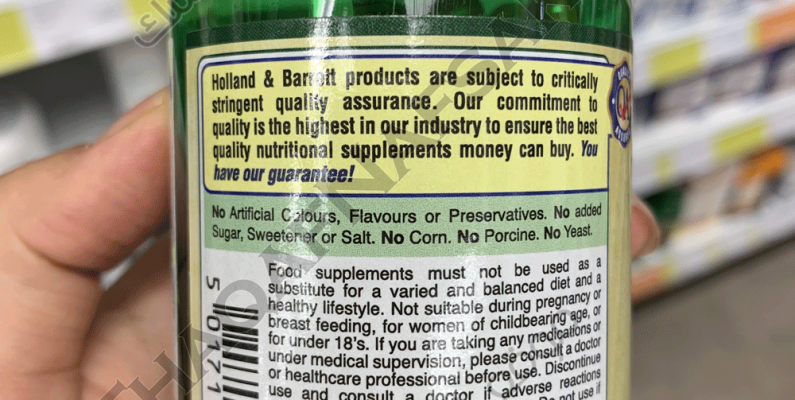 Holland & Barrett products are subject to critically
stringent quality assurance. Our commitment to
quality is the highest in our industry to ensure the best
quality nutritional supplements money can buy. You
have our guarantee!
No Artificial Colours, Flavours or Preservatives. No added
Sugar, Sweetener or Salt. No Corn. No Porcine. No Yeast.
Food supplements must not be used as a
substitute for a varied and balanced diet and a
healthy lifestyle. Not suitable during pregnancy or
breast feeding, for women of childbearing age, or
for under 18's. If you are taking any medications or
under medical supervision, please consult a doctor
or healthcare professional before use. Discontinue
use and consult a doctor if adverse reactions
not use if
5 0171